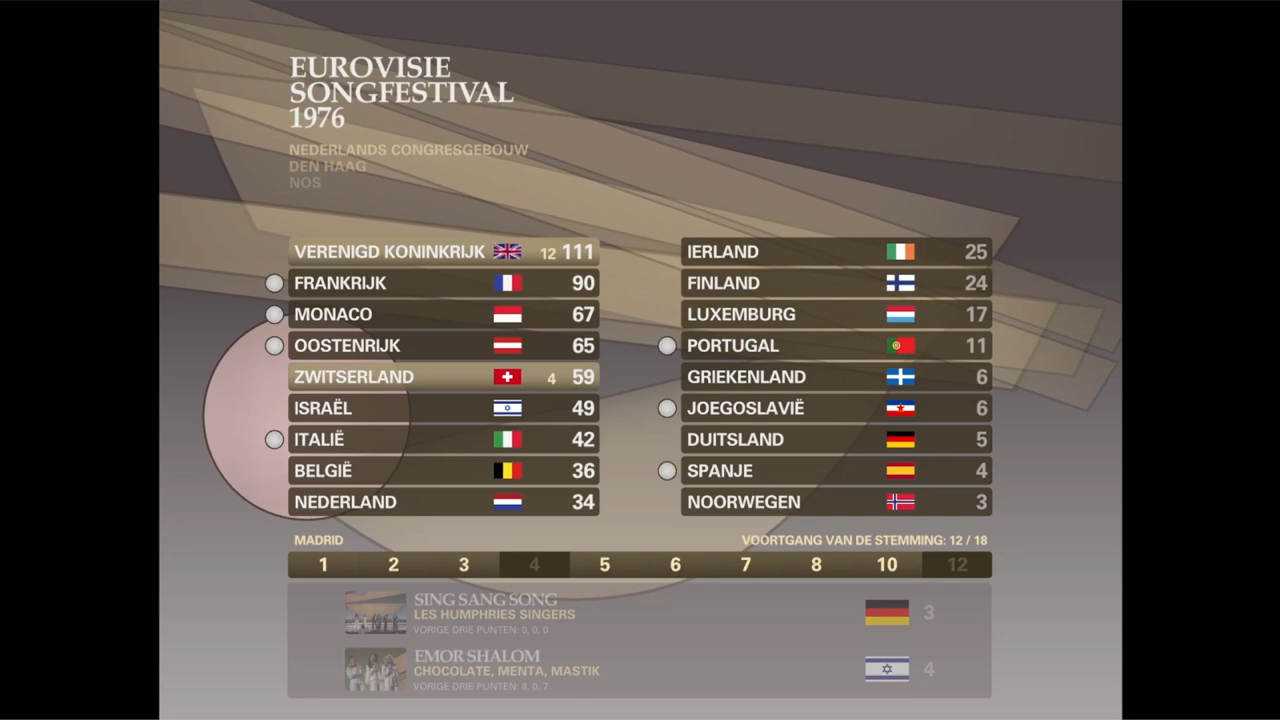 EUROVISIE
SONGFESTIVAL
1976
NEDERLANDS CONGRESGEBOUW
DEN HAAG
NOS
VERENIGD KONINKRIJK 12 111
FRANKRIJK 90
MONACO 67
OOSTENRIJK 65
ZWITSERLAND 4 59
ISRAËL 49
ITALIË 42
BELGIË 36
NEDERLAND 34
IERLAND 25
FINLAND 24
LUXEMBURG 17
PORTUGAL 11
GRIEKENLAND 6
JOEGOSLAVIË 6
DUITSLAND 5
SPANJE 4
NOORWEGEN 3
MADRID VOORTGANG VAN DE STEMMING: 12 / 18
1 2 3 4 5 6 7 8 10 12
SING SANG SONG
LES HUMPHRIES SINGERS 3
VORIGE DRIE PUNTEN: 0, 0, 0
EMOR SHALOM
CHOCOLATE, MENTA, MASTIK 4
VORIGE DRIE PUNTEN: 8, 0, 7